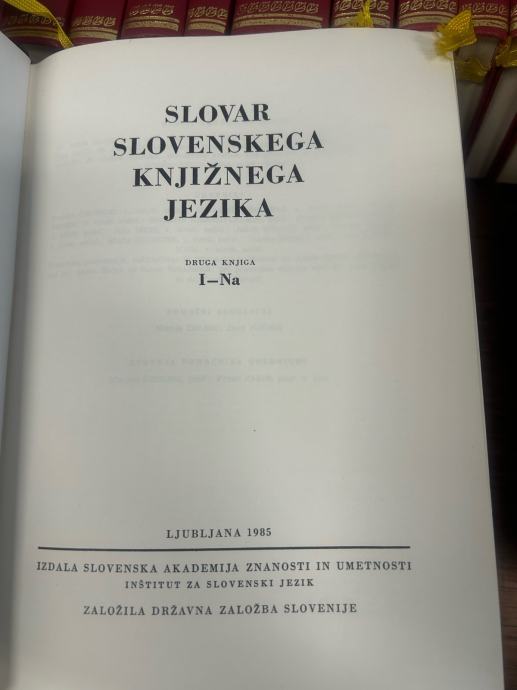 SLOVAR
SLOVENSKEGA
KNJIŽNEGA
JEZIKA
DRUGA KNJIGA
I—Na
LJUBLJANA 1985
IZDALA SLOVENSKA AKADEMIJA ZNANOSTI IN UMETNOSTI
INŠTITUT ZA SLOVENSKI JEZIK
ZALOŽILA DRŽAVNA ZALOŽBA SLOVENIJE